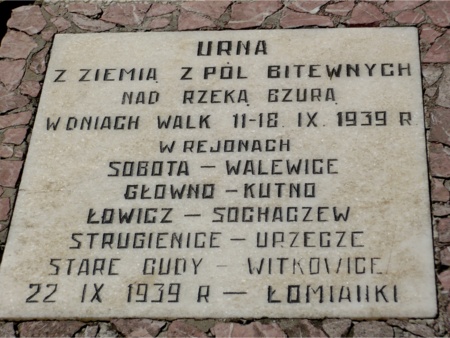 URNA
Z ZIEMIĄ Z PÓL BITEWNYCH
NAD RZEKĄ BZURĄ
W DNIACH WALK 11-18. IX. 1939 R
W REJONACH
SOBOTA – WALEWICE
GŁOWNO – KUTNO
ŁOWICZ – SOCHACZEW
STRUGIENICE – URZECZE
STARE BUDY – WITKOWICE
22 IX 1939 R – ŁOMIANKI